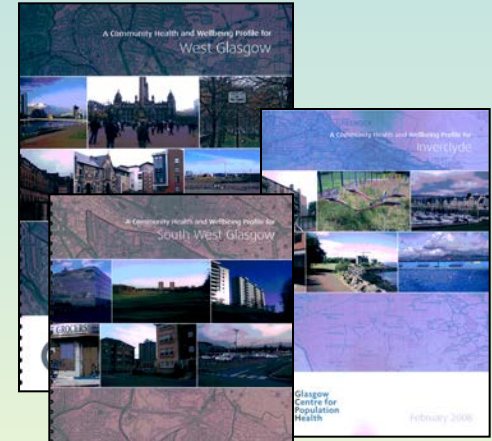 A Community Health and Wellbeing Profile for
West Glasgow
A Community Health and Wellbeing Profile for
Inverclyde
A Community Health and Wellbeing Profile for
South West Glasgow
GROCERS
Glasgow
Centre for
Population
Health
February 2008